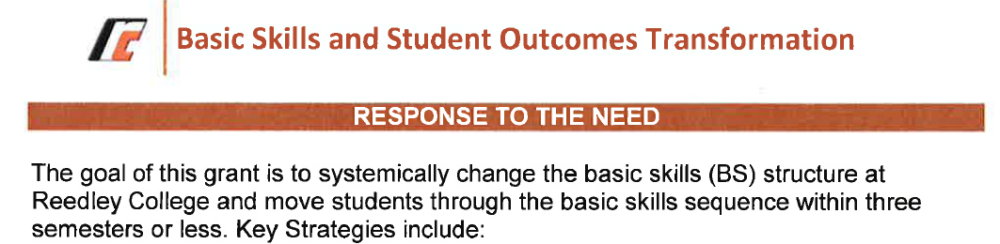 rc
Basic Skills and Student Outcomes Transformation
RESPONSE TO THE NEED
The goal of this grant is to systemically change the basic skills (BS) structure at
Reedley College and move students through the basic skills sequence within three
semesters or less. Key Strategies include: